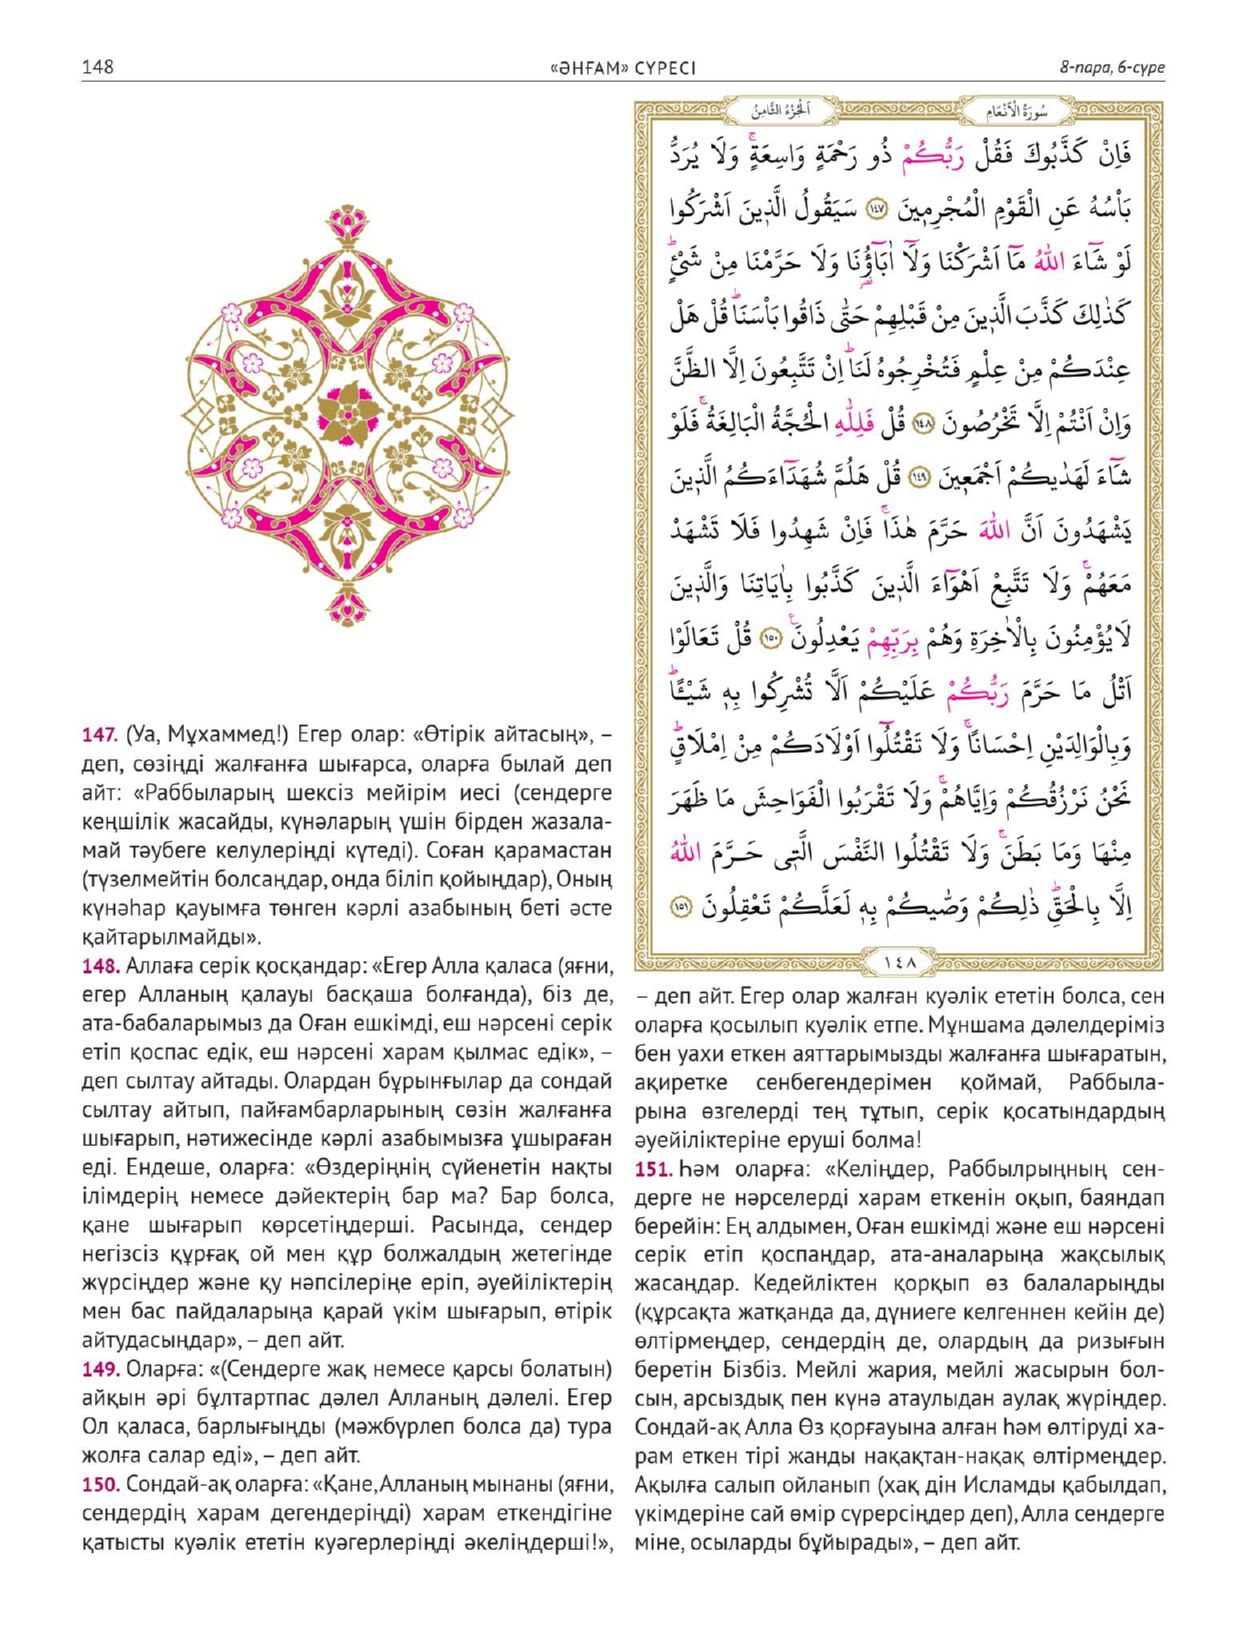 148
«ӘНҒАМ» СҮРЕСІ
8-пара, 6-сүре
اَلْجُزْءُ الثَّامِنُ
سُورَةُ الْاَنْعَامِ
فَاِنْ كَذَّبُوكَ فَقُلْ رَبُّكُمْ ذُو رَحْمَةٍ وَاسِعَةٍۚ وَلَا يُرَدُّ
بَأْسُهُ عَنِ الْقَوْمِ الْمُجْرِمٖينَ ﴿١٤٧﴾ سَيَقُولُ الَّذٖينَ اَشْرَكُوا
لَوْ شَٓاءَ اللّٰهُ مَٓا اَشْرَكْنَا وَلَٓا اٰبَٓاؤُ۬نَا وَلَا حَرَّمْنَا مِنْ شَيْءٍؕ
كَذٰلِكَ كَذَّبَ الَّذٖينَ مِنْ قَبْلِهِمْ حَتّٰى ذَاقُوا بَأْسَنَاؕ قُلْ هَلْ
عِنْدَكُمْ مِنْ عِلْمٍ فَتُخْرِجُوهُ لَنَاؕ اِنْ تَتَّبِعُونَ اِلَّا الظَّنَّ
وَاِنْ اَنْتُمْ اِلَّا تَخْرُصُونَ ﴿١٤٨﴾ قُلْ فَلِلّٰهِ الْحُجَّةُ الْبَالِغَةُۚ فَلَوْ
شَٓاءَ لَهَدٰيكُمْ اَجْمَعٖينَ ﴿١٤٩﴾ قُلْ هَلُمَّ شُهَدَٓاءَكُمُ الَّذٖينَ
يَشْهَدُونَ اَنَّ اللّٰهَ حَرَّمَ هٰذَاۚ فَاِنْ شَهِدُوا فَلَا تَشْهَدْ
مَعَهُمْۚ وَلَا تَتَّبِعْ اَهْوَٓاءَ الَّذٖينَ كَذَّبُوا بِاٰيَاتِنَا وَالَّذٖينَ
لَا يُؤْمِنُونَ بِالْاٰخِرَةِ وَهُمْ بِرَبِّهِمْ يَعْدِلُونَࣖ ﴿١٥٠﴾ قُلْ تَعَالَوْا
اَتْلُ مَا حَرَّمَ رَبُّكُمْ عَلَيْكُمْ اَلَّا تُشْرِكُوا بِهٖ شَيْـًٔاؕ
وَبِالْوَالِدَيْنِ اِحْسَانًاۚ وَلَا تَقْتُلُٓوا اَوْلَادَكُمْ مِنْ اِمْلَاقٍؕ
نَحْنُ نَرْزُقُكُمْ وَاِيَّاهُمْۚ وَلَا تَقْرَبُوا الْفَوَاحِشَ مَا ظَهَرَ
مِنْهَا وَمَا بَطَنَۚ وَلَا تَقْتُلُوا النَّفْسَ الَّتٖى حَرَّمَ اللّٰهُ
اِلَّا بِالْحَقِّؕ ذٰلِكُمْ وَصّٰيكُمْ بِهٖ لَعَلَّكُمْ تَعْقِلُونَ ﴿١٥١﴾
١٤٨
147. (Уа, Мұхаммед!) Егер олар: «Өтірік айтасың», –
деп, сөзіңді жалғанға шығарса, оларға былай деп
айт: «Раббыларың шексіз мейірім иесі (сендерге
кеңшілік жасайды, күнәларың үшін бірден жазала-
май тәубеге келулеріңді күтеді). Соған қарамастан
(түзелмейтін болсаңдар, онда біліп қойыңдар), Оның
күнәһар қауымға төнген кәрлі азабының беті әсте
қайтарылмайды».
148. Аллаға серік қосқандар: «Егер Алла қаласа (яғни,
егер Алланың қалауы басқаша болғанда), біз де,
ата-бабаларымыз да Оған ешкімді, еш нәрсені серік
етіп қоспас едік, еш нәрсені харам қылмас едік», –
деп сылтау айтады. Олардан бұрынғылар да сондай
сылтау айтып, пайғамбарларының сөзін жалғанға
шығарып, нәтижесінде кәрлі азабымызға ұшыраған
еді. Ендеше, оларға: «Өздеріңнің сүйенетін нақты
ілімдерің немесе дәйектерің бар ма? Бар болса,
қане шығарып көрсетіңдерші. Расында, сендер
негізсіз құрғақ ой мен құр болжалдың жетегінде
жүрсіңдер және қу нәпсілеріңе еріп, әуейіліктерің
мен бас пайдаларыңа қарай үкім шығарып, өтірік
айтудасыңдар», – деп айт.
149. Оларға: «(Сендерге жақ немесе қарсы болатын)
айқын әрі бұлтартпас дәлел Алланың дәлелі. Егер
Ол қаласа, барлығыңды (мәжбүрлеп болса да) тура
жолға салар еді», – деп айт.
150. Сондай-ақ оларға: «Қане, Алланың мынаны (яғни,
сендердің харам дегендеріңді) харам еткендігіне
қатысты куәлік ететін куәгерлеріңді әкеліңдерші!»,
– деп айт. Егер олар жалған куәлік ететін болса, сен
оларға қосылып куәлік етпе. Мұншама дәлелдеріміз
бен уахи еткен аяттарымызды жалғанға шығаратын,
ақиретке сенбегендерімен қоймай, Раббыла-
рына өзгелерді тең тұтып, серік қосатындардың
әуейіліктеріне еруші болма!
151. Һәм оларға: «Келіңдер, Раббылрыңның сен-
дерге не нәрселерді харам еткенін оқып, баяндап
берейін: Ең алдымен, Оған ешкімді және еш нәрсені
серік етіп қоспаңдар, ата-аналарыңа жақсылық
жасаңдар. Кедейліктен қорқып өз балаларыңды
(құрсақта жатқанда да, дүниеге келгеннен кейін де)
өлтірмеңдер, сендердің де, олардың да ризығын
беретін Бізбіз. Мейлі жария, мейлі жасырын бол-
сын, арсыздық пен күнә атаулыдан аулақ жүріңдер.
Сондай-ақ Алла Өз қорғауына алған һәм өлтіруді ха-
рам еткен тірі жанды нақақтан-нақақ өлтірмеңдер.
Ақылға салып ойланып (хақ дін Исламды қабылдап,
үкімдеріне сай өмір сүрерсіңдер деп), Алла сендерге
міне, осыларды бұйырады», – деп айт.